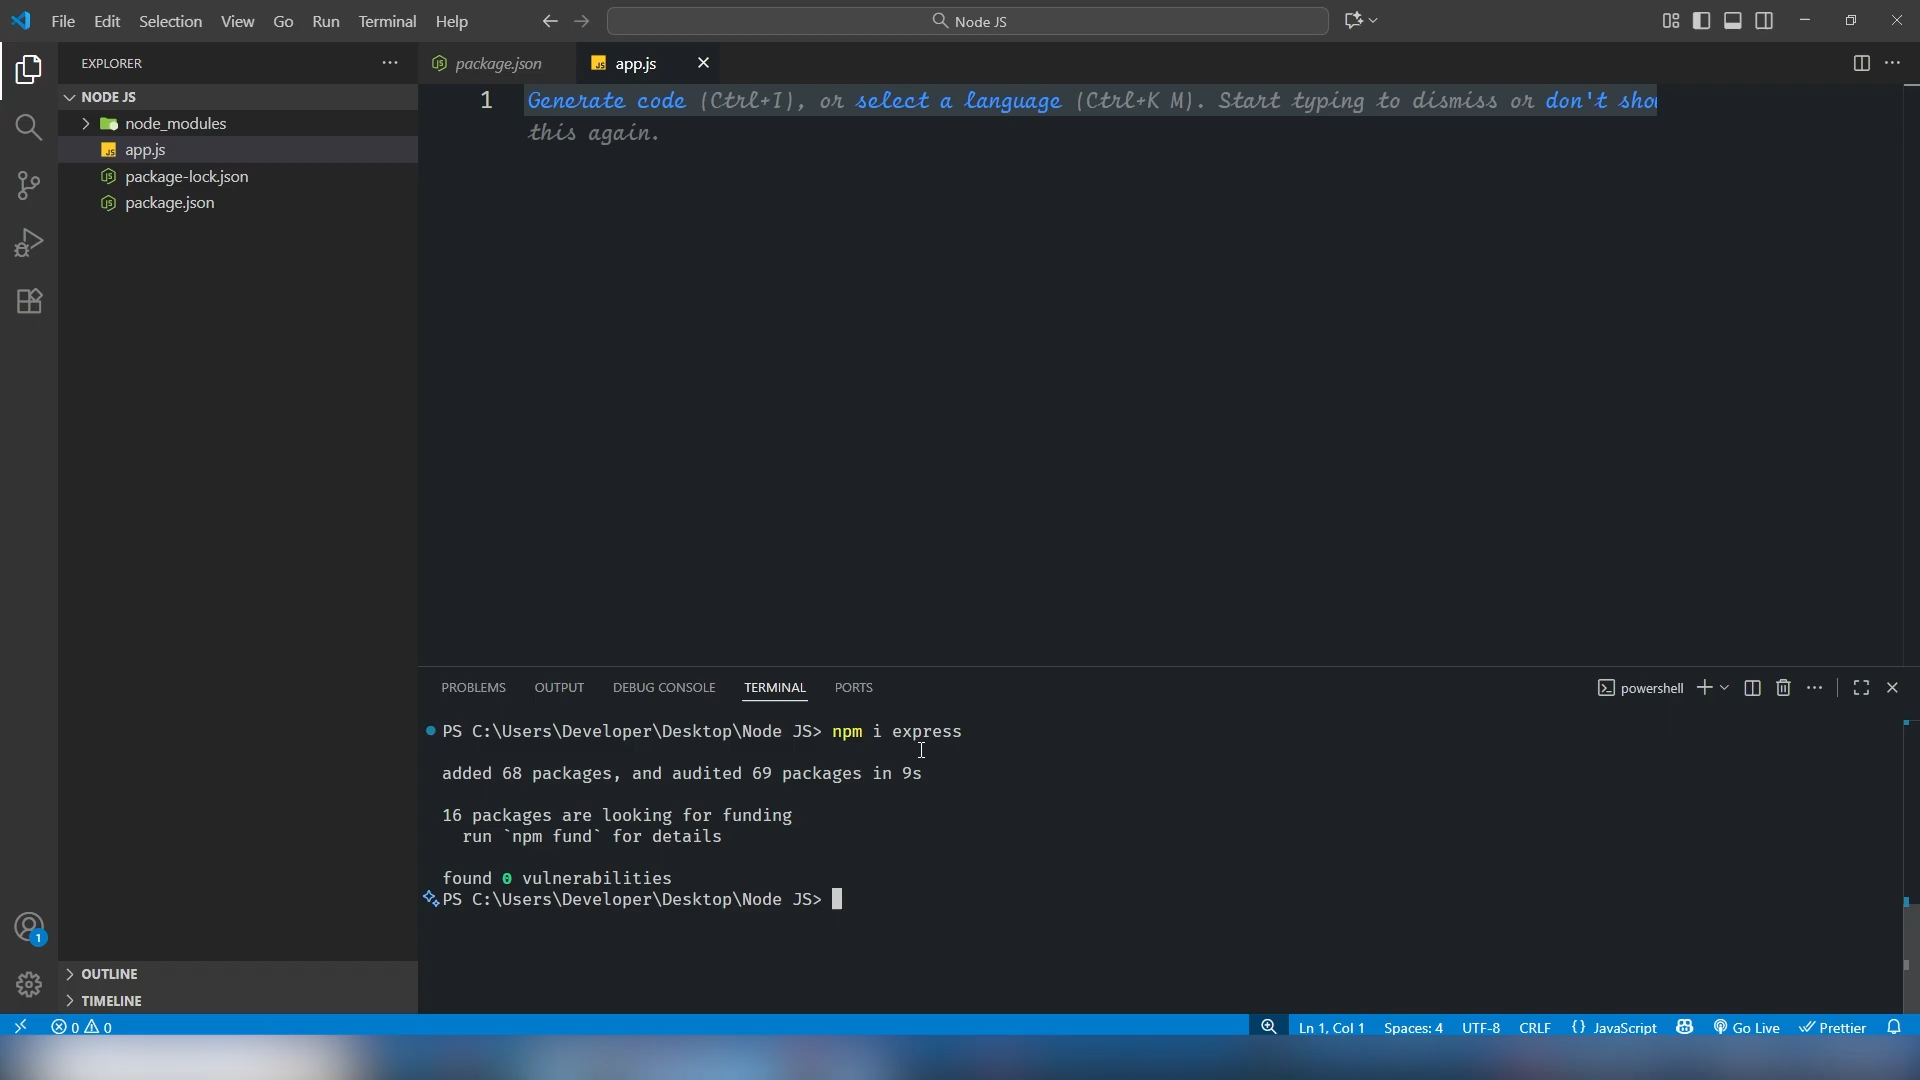 File Edit Selection View Go Run Terminal Help
Node JS
EXPLORER
package.json
app.js
NODE JS
node_modules
app.js
package-lock.json
package.json
1
Generate code (Ctrl+I), or select a language (Ctrl+K M). Start typing to dismiss or don't sho
this again.
PROBLEMS OUTPUT DEBUG CONSOLE TERMINAL PORTS
powershell
PS C:\Users\Developer\Desktop\Node JS> npm i express
added 68 packages, and audited 69 packages in 9s
16 packages are looking for funding
run `npm fund` for details
found 0 vulnerabilities
PS C:\Users\Developer\Desktop\Node JS>
1
OUTLINE
TIMELINE
0 0
Ln 1, Col 1 Spaces: 4 UTF-8 CRLF {} JavaScript Go Live Prettier